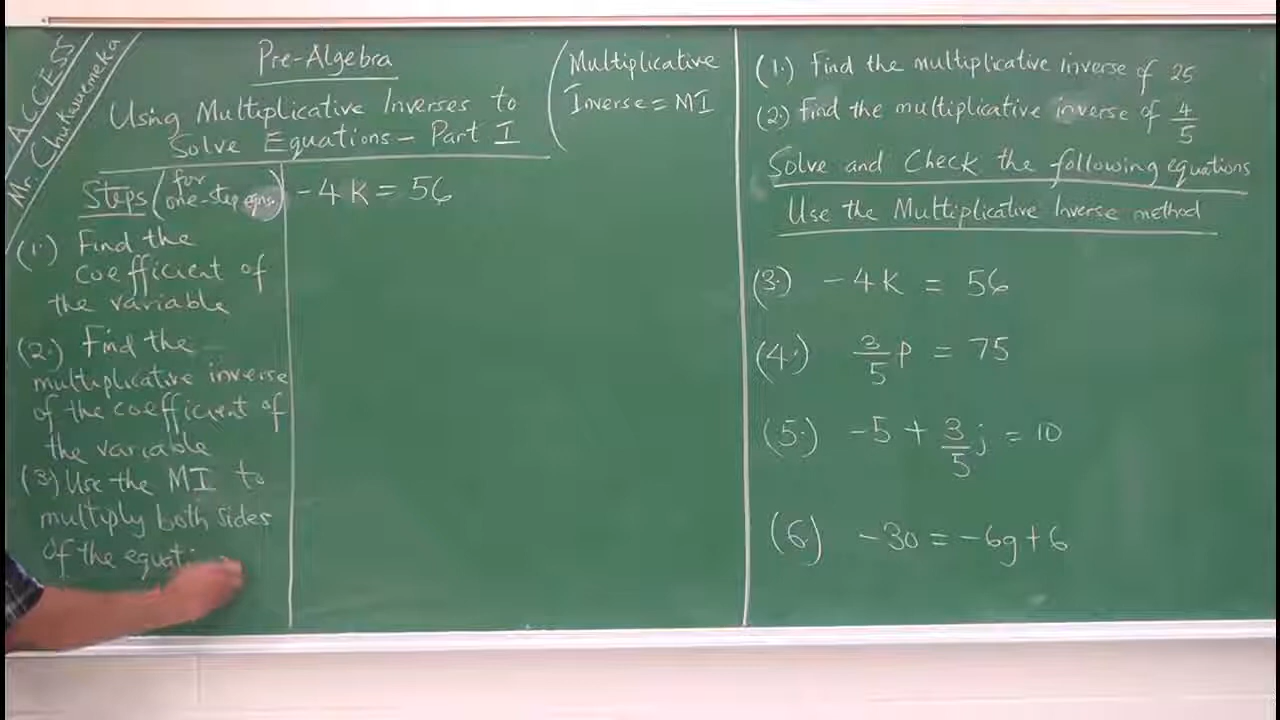 ACCESS
Mr. Chukwuemeka
Pre-Algebra
Using Multiplicative Inverses to
Solve Equations - Part I
(Multiplicative
Inverse = MI
Steps (for one-step eqns.)
(1.) Find the
coefficient of
the variable
(2.) Find the
multiplicative inverse
of the coefficient of
the variable
(3.) Use the MI to
multiply both sides
of the equati
-4k = 56
(1.) Find the multiplicative inverse of 25
(2.) Find the multiplicative inverse of 4/5
Solve and Check the following equations
Use the Multiplicative Inverse method
(3.) -4k = 56
(4.) 3/5 p = 75
(5.) -5 + 3/5 j = 10
(6.) -30 = -6g + 6